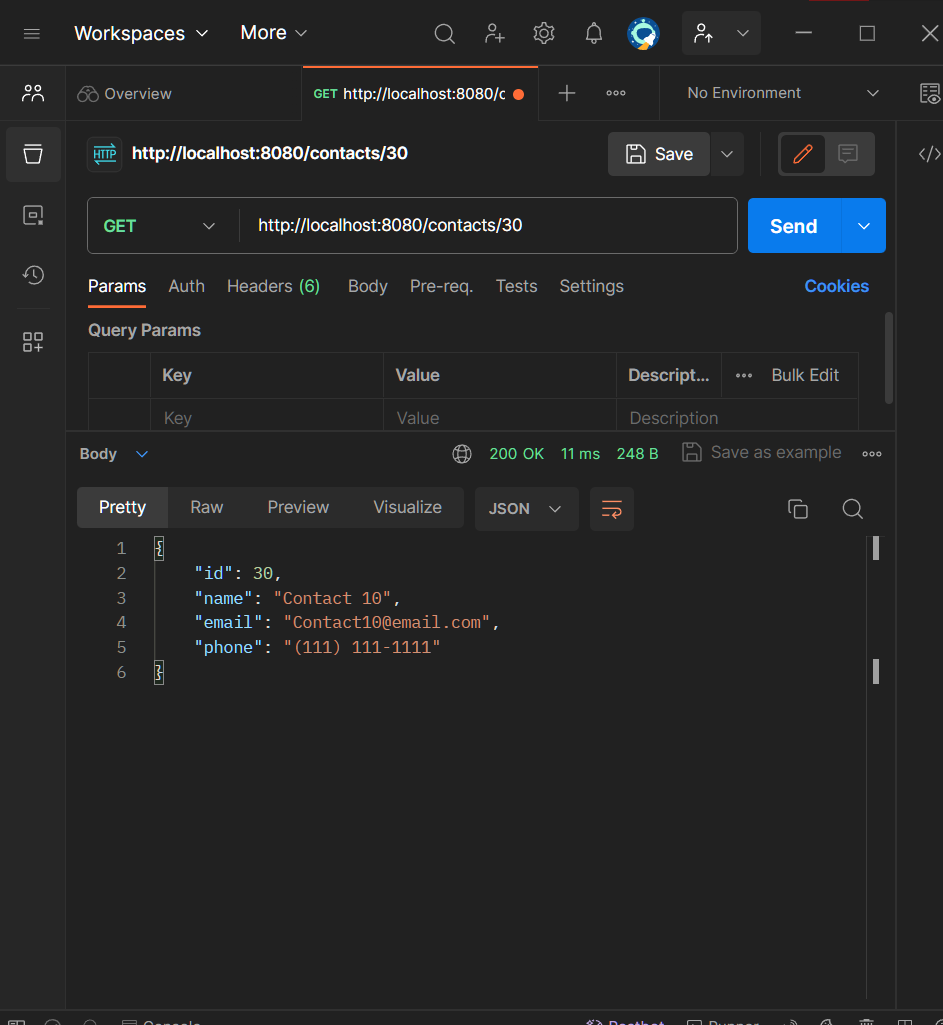 Workspaces More
Overview GET http://localhost:8080/c No Environment
HTTP http://localhost:8080/contacts/30 Save
GET http://localhost:8080/contacts/30 Send
Params Auth Headers (6) Body Pre-req. Tests Settings Cookies
Query Params
Key Value Descript... Bulk Edit
Key Value Description
Body 200 OK 11 ms 248 B Save as example
Pretty Raw Preview Visualize JSON
1 {
2 "id": 30,
3 "name": "Contact 10",
4 "email": "Contact10@email.com",
5 "phone": "(111) 111-1111"
6 }
Console Postbot Runner